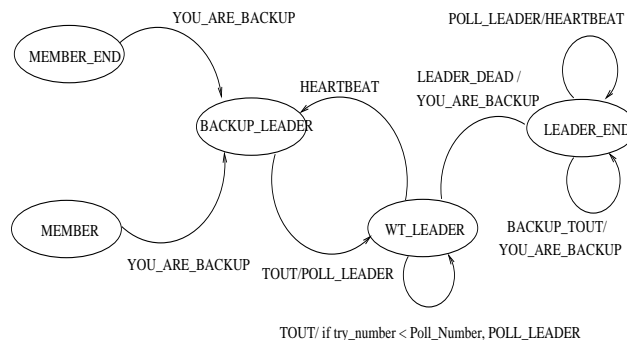 YOU_ARE_BACKUP
POLL_LEADER/HEARTBEAT
MEMBER_END
HEARTBEAT
LEADER_DEAD /
YOU_ARE_BACKUP
BACKUP_LEADER
LEADER_END
MEMBER
WT_LEADER
BACKUP_TOUT/
YOU_ARE_BACKUP
YOU_ARE_BACKUP
TOUT/POLL_LEADER
TOUT/ if try_number < Poll_Number, POLL_LEADER